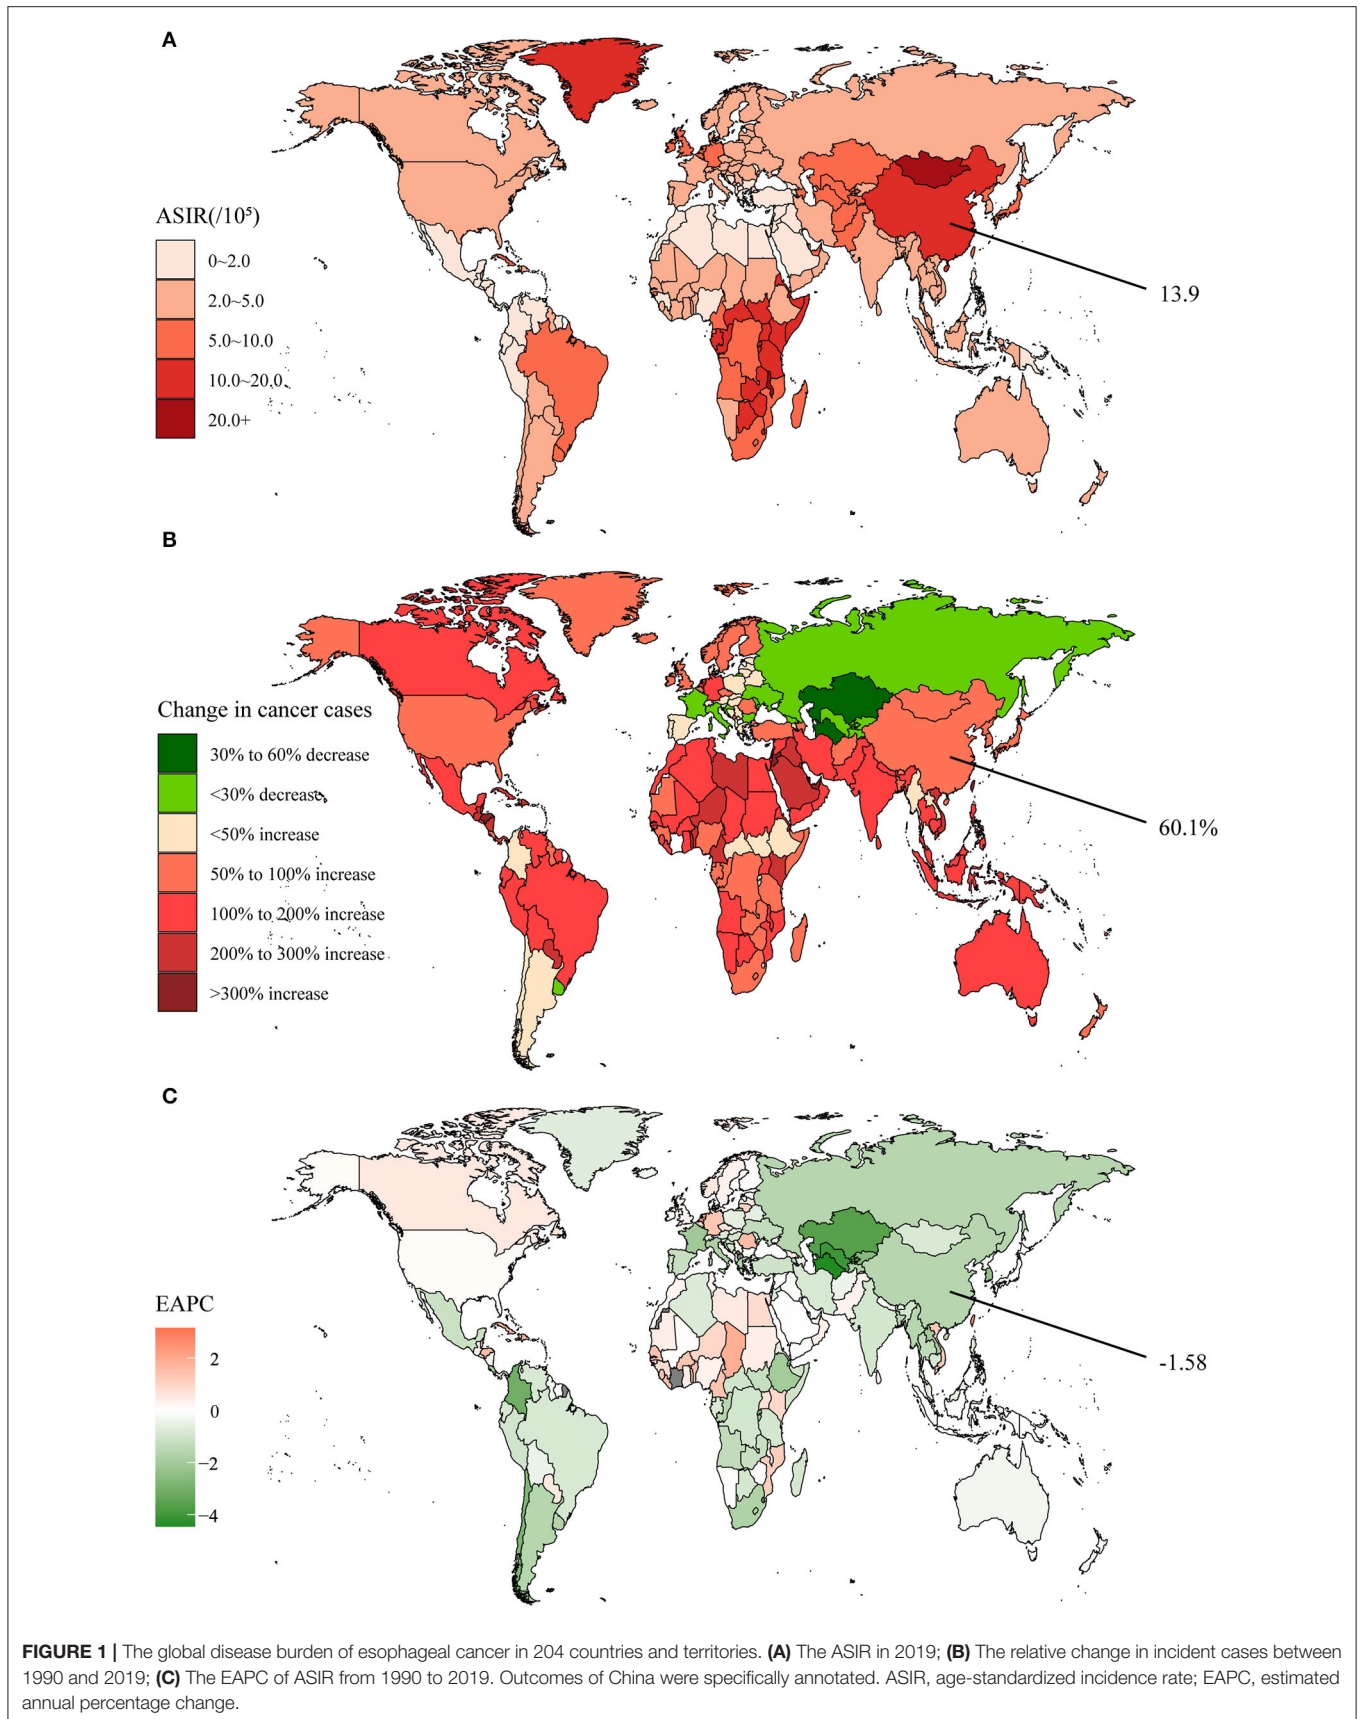 A
ASIR(/10⁵)
0~2.0
2.0~5.0
5.0~10.0
10.0~20.0
20.0+
13.9
B
Change in cancer cases
30% to 60% decrease
<30% decrease
<50% increase
50% to 100% increase
100% to 200% increase
200% to 300% increase
>300% increase
60.1%
C
EAPC
2
0
−2
−4
-1.58
FIGURE 1 | The global disease burden of esophageal cancer in 204 countries and territories. (A) The ASIR in 2019; (B) The relative change in incident cases between
1990 and 2019; (C) The EAPC of ASIR from 1990 to 2019. Outcomes of China were specifically annotated. ASIR, age-standardized incidence rate; EAPC, estimated
annual percentage change.